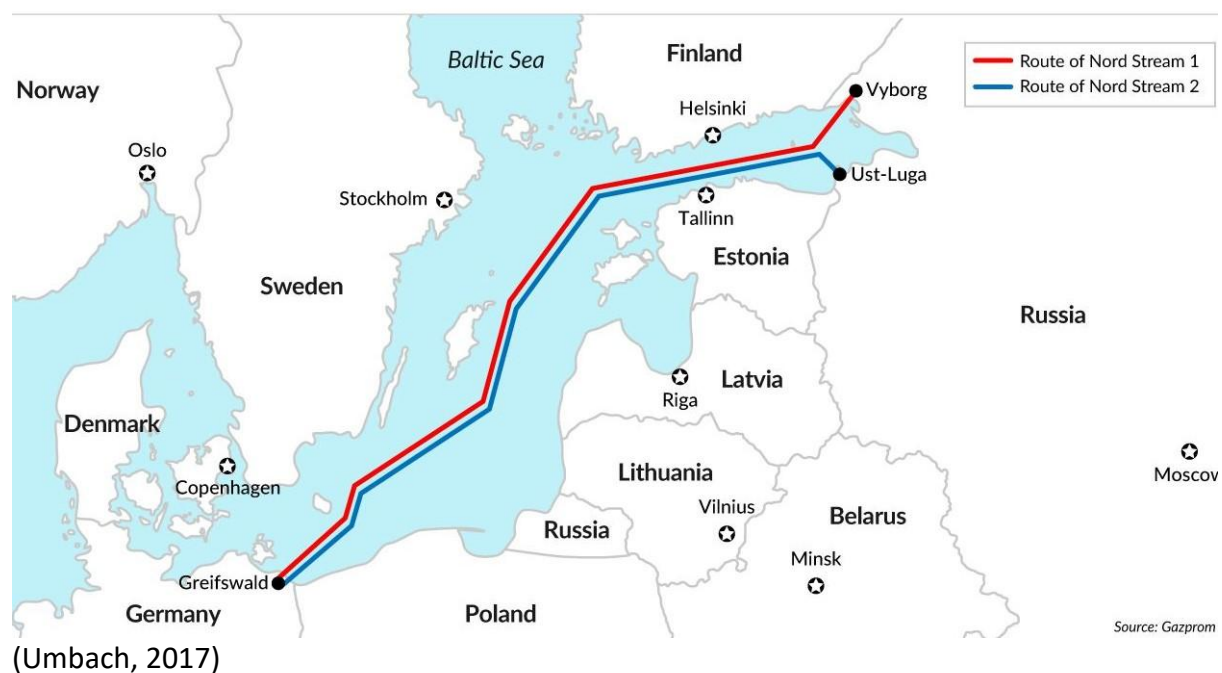 Baltic Sea
Finland
Route of Nord Stream 1
Route of Nord Stream 2
Norway
Vyborg
Helsinki
Oslo
Ust-Luga
Stockholm
Tallinn
Estonia
Sweden
Russia
Latvia
Riga
Denmark
Moscow
Lithuania
Copenhagen
Vilnius
Belarus
Russia
Minsk
Greifswald
Germany
Poland
Source: Gazprom
(Umbach, 2017)